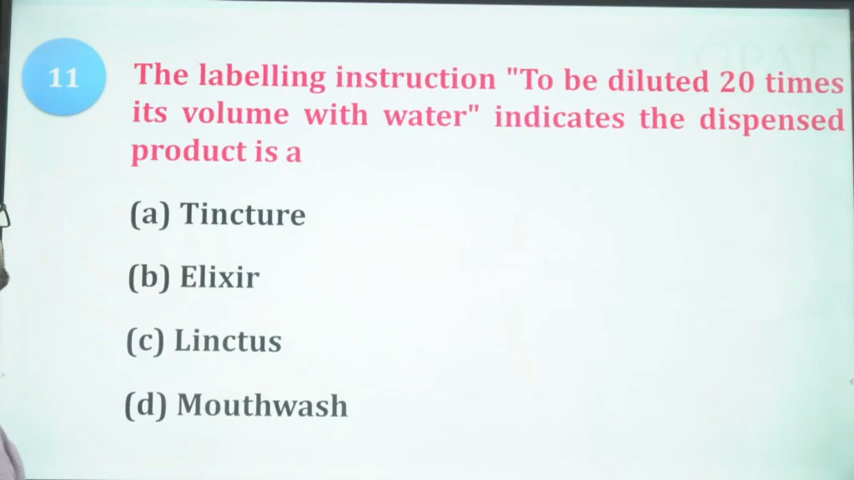 11
The labelling instruction "To be diluted 20 times
its volume with water" indicates the dispensed
product is a
(a) Tincture
(b) Elixir
(c) Linctus
(d) Mouthwash
GPAT